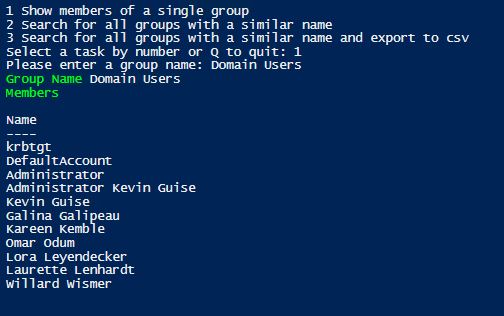 1 Show members of a single group
2 Search for all groups with a similar name
3 Search for all groups with a similar name and export to csv
Select a task by number or Q to quit: 1
Please enter a group name: Domain Users
Group Name Domain Users
Members
Name
----
krbtgt
DefaultAccount
Administrator
Administrator Kevin Guise
Kevin Guise
Galina Galipeau
Kareen Kemble
Omar Odum
Lora Leyendecker
Laurette Lenhardt
Willard Wismer